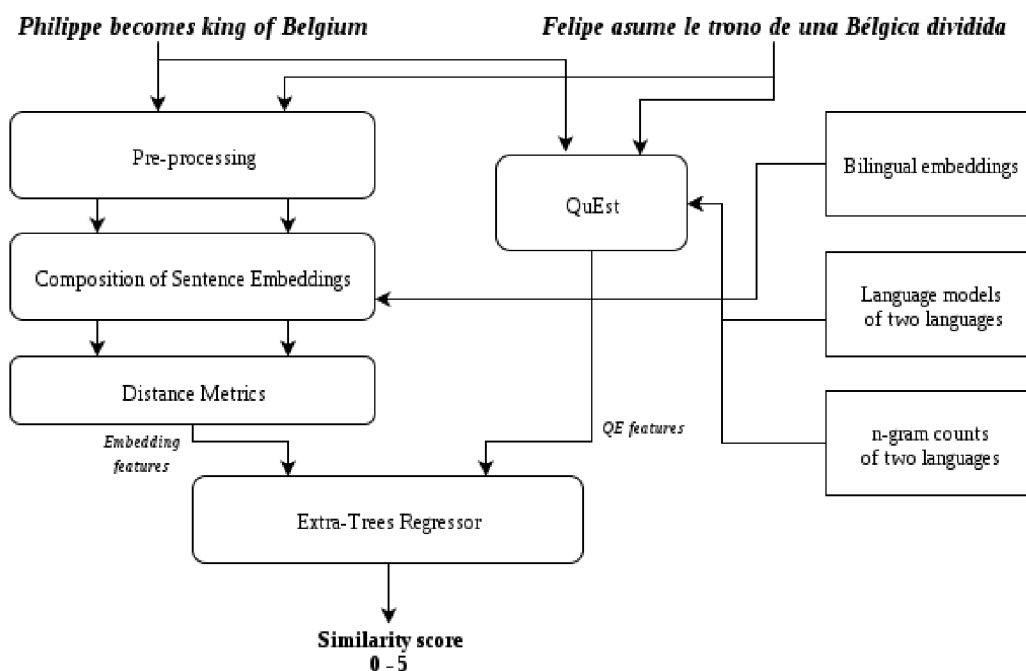 Philippe becomes king of Belgium
Felipe asume le trono de una Bélgica dividida
Pre-processing
QuEst
Bilingual embeddings
Composition of Sentence Embeddings
Language models
of two languages
Distance Metrics
Embedding
features
QE features
n-gram counts
of two languages
Extra-Trees Regressor
Similarity score
0 - 5